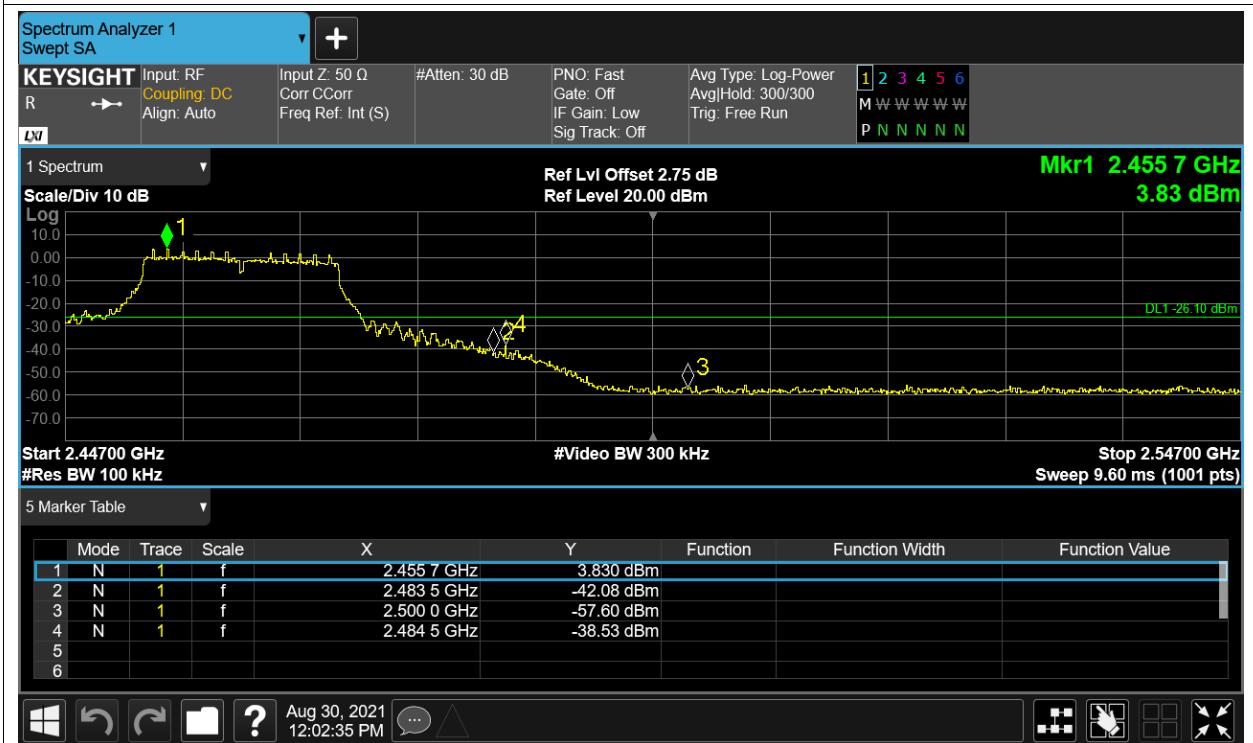 Spectrum Analyzer 1
Swept SA
KEYSIGHT
R
LXI
Input: RF
Coupling: DC
Align: Auto
Input Z: 50 Ω
Corr CCorr
Freq Ref: Int (S)
#Atten: 30 dB
PNO: Fast
Gate: Off
IF Gain: Low
Sig Track: Off
Avg Type: Log-Power
Avg|Hold: 300/300
Trig: Free Run
1 2 3 4 5 6
M W W W W W
P N N N N N
1 Spectrum
Scale/Div 10 dB
Ref Lvl Offset 2.75 dB
Ref Level 20.00 dBm
Mkr1 2.455 7 GHz
3.83 dBm
Log
10.0
0.00
-10.0
-20.0
-30.0
-40.0
-50.0
-60.0
-70.0
1
2
4
3
DL1 -26.10 dBm
Start 2.44700 GHz
#Res BW 100 kHz
#Video BW 300 kHz
Stop 2.54700 GHz
Sweep 9.60 ms (1001 pts)
5 Marker Table
Mode Trace Scale X Y Function Function Width Function Value
1 N 1 f 2.455 7 GHz 3.830 dBm
2 N 1 f 2.483 5 GHz -42.08 dBm
3 N 1 f 2.500 0 GHz -57.60 dBm
4 N 1 f 2.484 5 GHz -38.53 dBm
5
6
?
Aug 30, 2021
12:02:35 PM